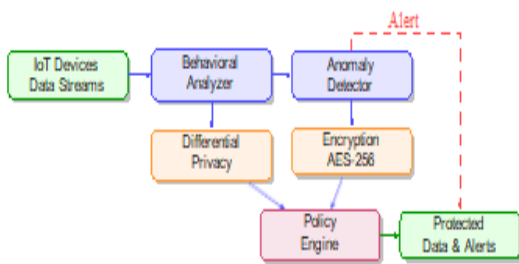 Alert
IoT Devices
Data Streams
Behavioral
Analyzer
Anomaly
Detector
Differential
Privacy
Encryption
AES-256
Policy
Engine
Protected
Data & Alerts